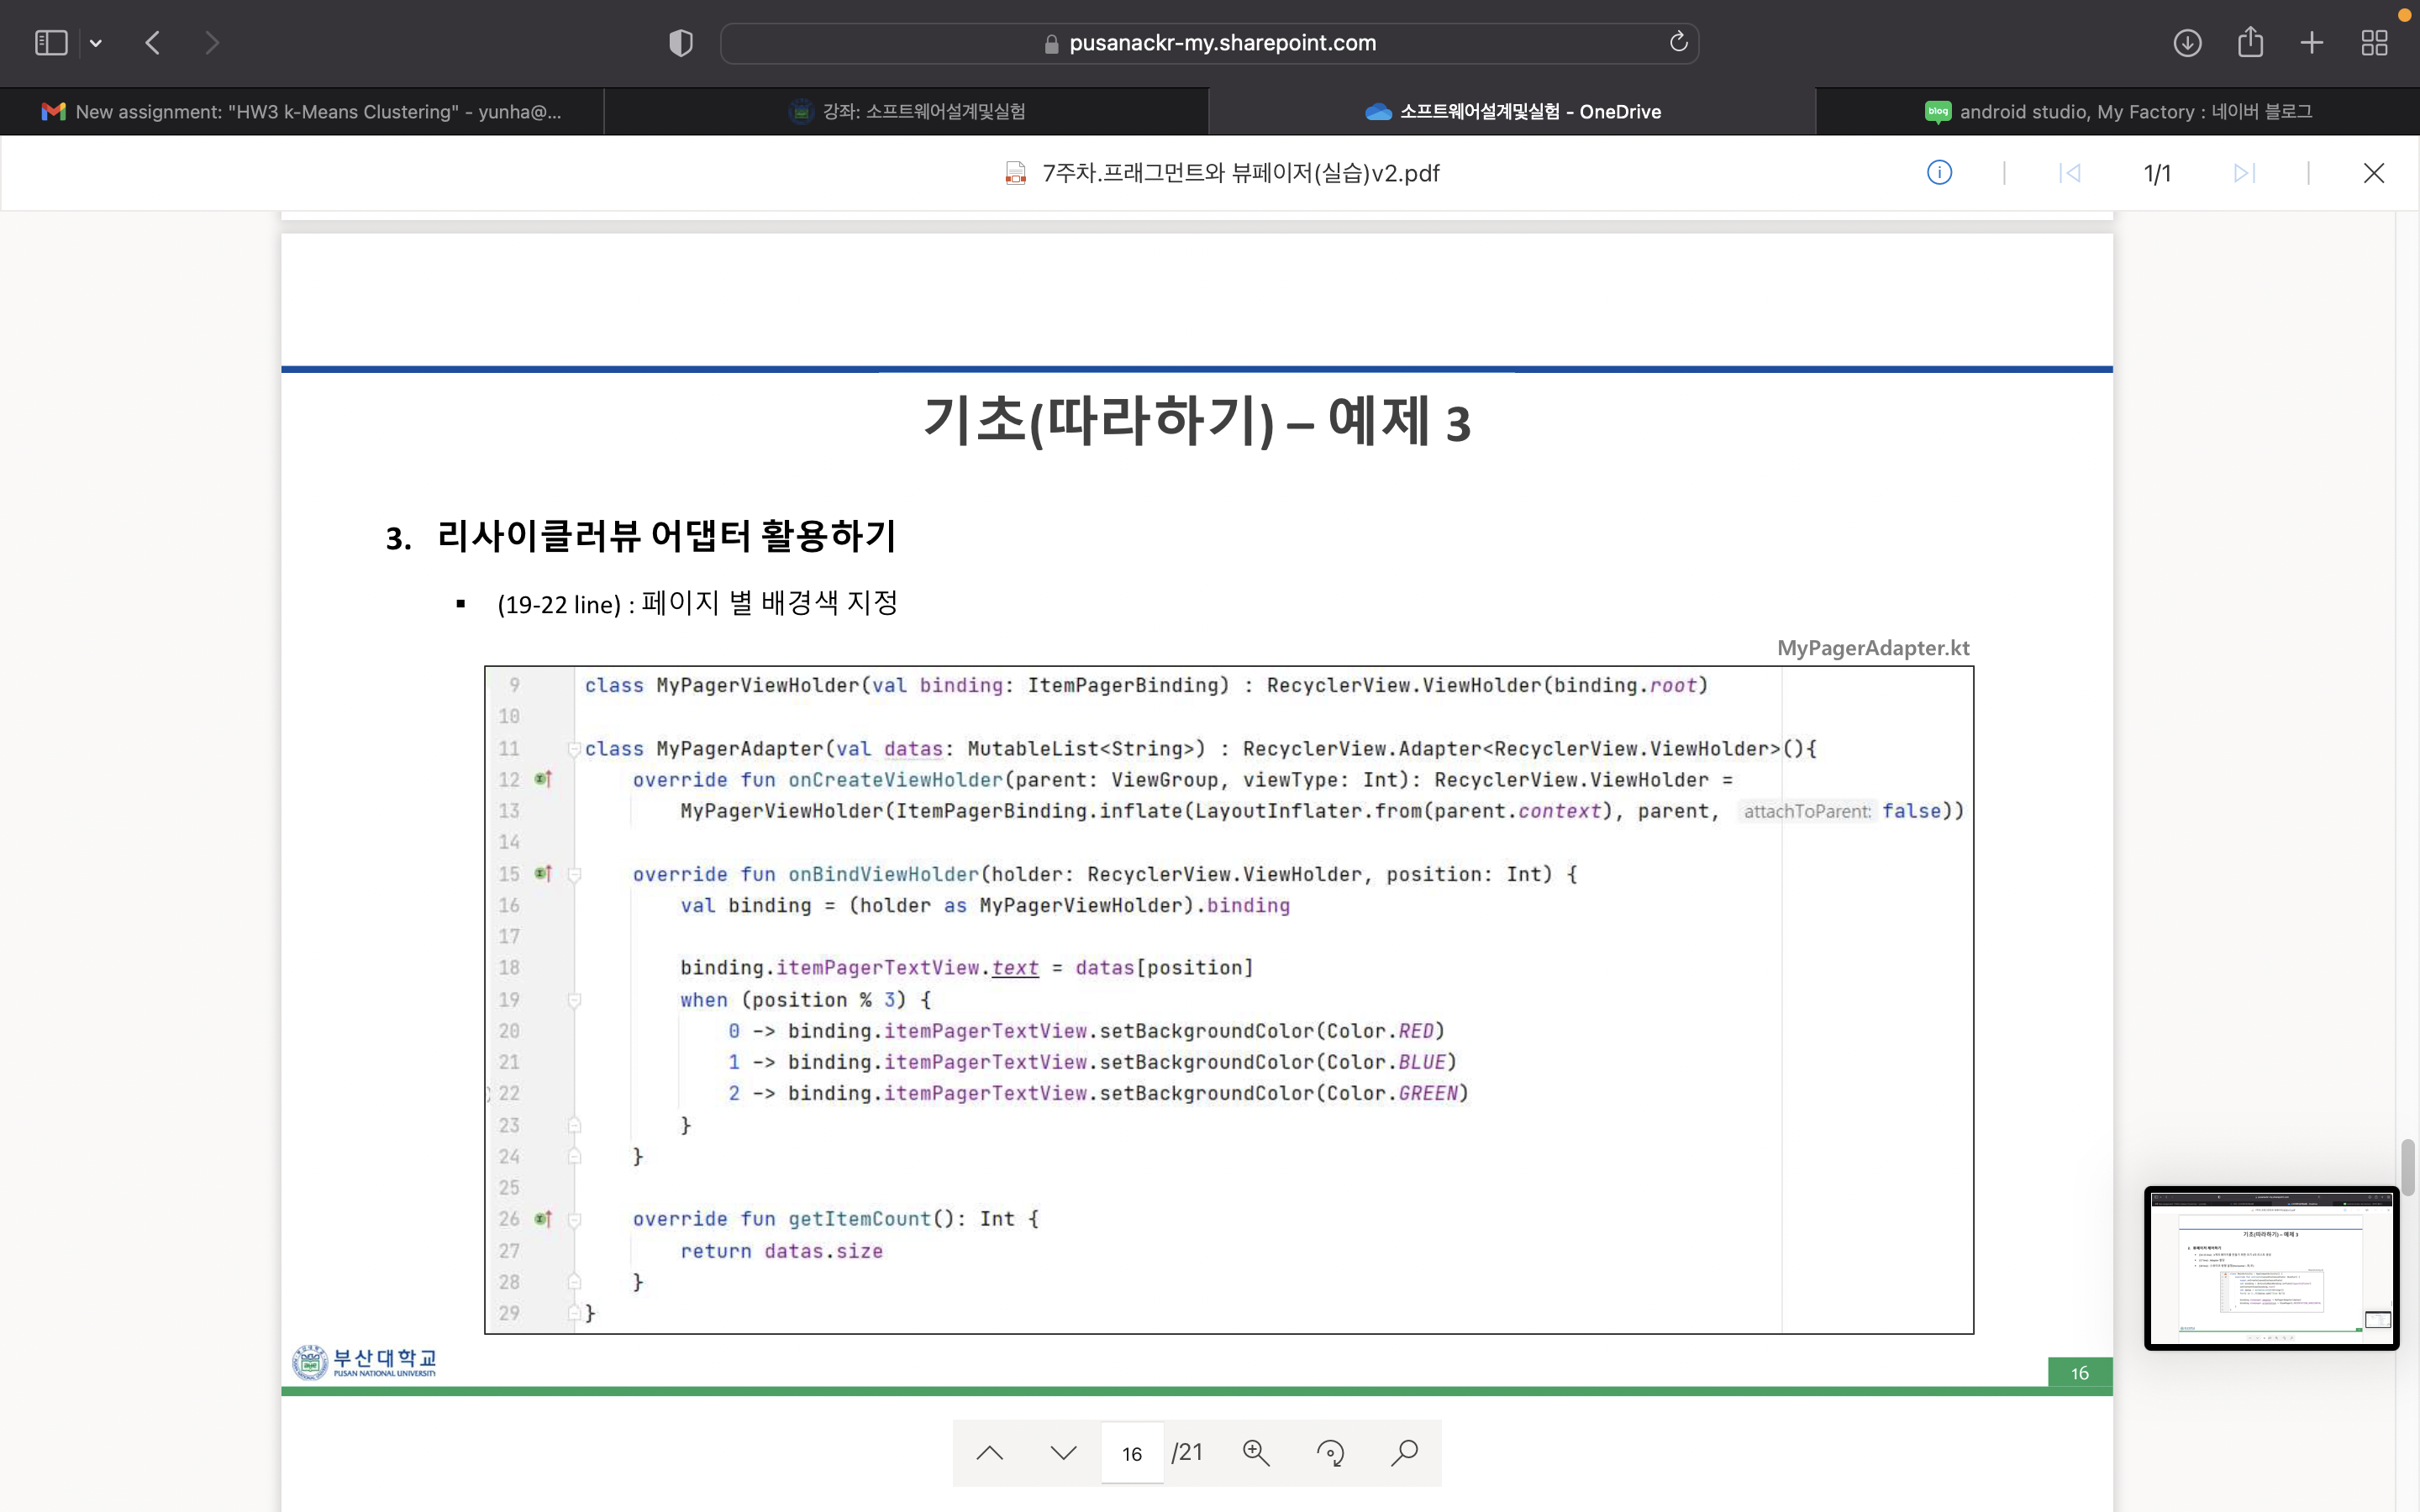 pusanackr-my.sharepoint.com
New assignment: "HW3 k-Means Clustering" - yunha@...
강좌: 소프트웨어설계및실험
소프트웨어설계및실험 - OneDrive
blog
android studio, My Factory : 네이버 블로그
7주차.프래그먼트와 뷰페이저(실습)v2.pdf
1/1
기초(따라하기) – 예제 3
3. 리사이클러뷰 어댑터 활용하기
▪ (19-22 line) : 페이지 별 배경색 지정
MyPagerAdapter.kt
9 class MyPagerViewHolder(val binding: ItemPagerBinding) : RecyclerView.ViewHolder(binding.root)
10
11 class MyPagerAdapter(val datas: MutableList<String>) : RecyclerView.Adapter<RecyclerView.ViewHolder>(){
12 override fun onCreateViewHolder(parent: ViewGroup, viewType: Int): RecyclerView.ViewHolder =
13 MyPagerViewHolder(ItemPagerBinding.inflate(LayoutInflater.from(parent.context), parent, attachToParent: false))
14
15 override fun onBindViewHolder(holder: RecyclerView.ViewHolder, position: Int) {
16 val binding = (holder as MyPagerViewHolder).binding
17
18 binding.itemPagerTextView.text = datas[position]
19 when (position % 3) {
20 0 -> binding.itemPagerTextView.setBackgroundColor(Color.RED)
21 1 -> binding.itemPagerTextView.setBackgroundColor(Color.BLUE)
22 2 -> binding.itemPagerTextView.setBackgroundColor(Color.GREEN)
23 }
24 }
25
26 override fun getItemCount(): Int {
27 return datas.size
28 }
29 }
부산대학교
PUSAN NATIONAL UNIVERSITY
16
기초(따라하기) – 예제 3
16 /21